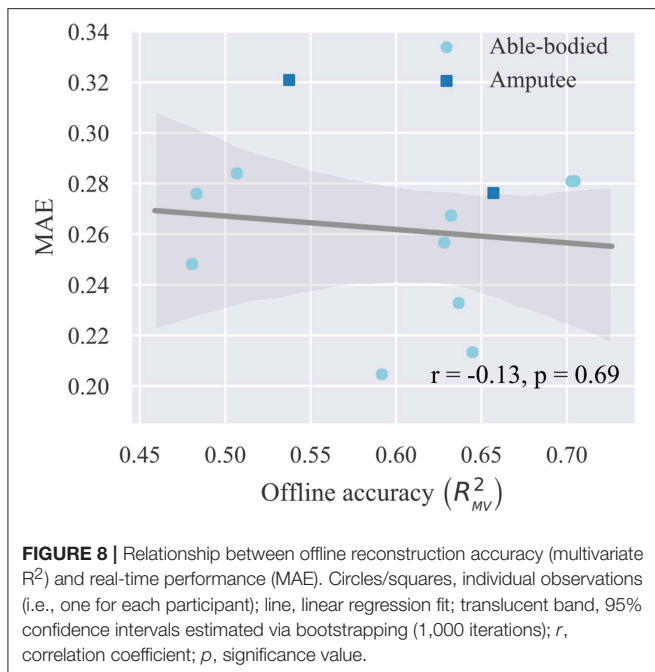 0.34
Able-bodied
0.32
Amputee
0.30
0.28
MAE
0.26
0.24
0.22
0.20
r = -0.13, p = 0.69
0.45 0.50 0.55 0.60 0.65 0.70
Offline accuracy (R²MV)
FIGURE 8 | Relationship between offline reconstruction accuracy (multivariate
R²) and real-time performance (MAE). Circles/squares, individual observations
(i.e., one for each participant); line, linear regression fit; translucent band, 95%
confidence intervals estimated via bootstrapping (1,000 iterations); r,
correlation coefficient; p, significance value.